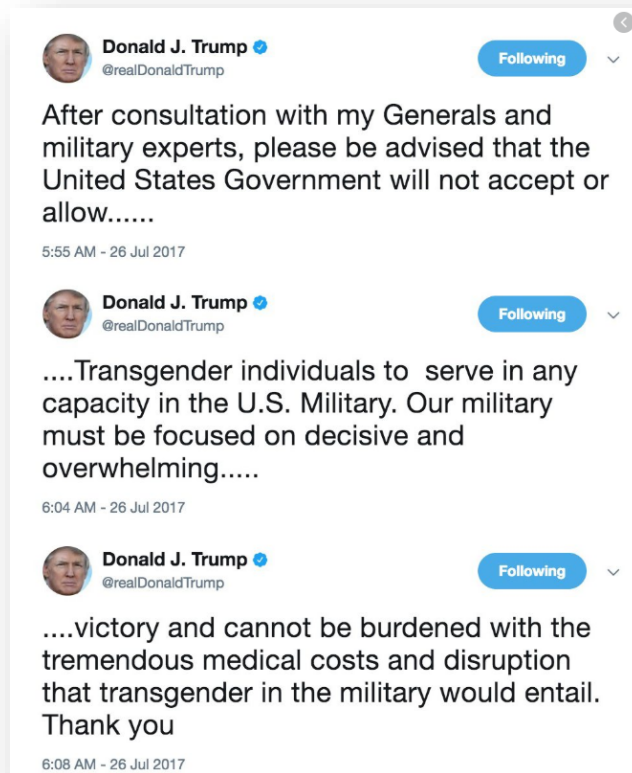 Donald J. Trump
Following
@realDonaldTrump
After consultation with my Generals and
military experts, please be advised that the
United States Government will not accept or
allow......
5:55 AM - 26 Jul 2017
Donald J. Trump
Following
@realDonaldTrump
....Transgender individuals to  serve in any
capacity in the U.S. Military. Our military
must be focused on decisive and
overwhelming.....
6:04 AM - 26 Jul 2017
Donald J. Trump
Following
@realDonaldTrump
....victory and cannot be burdened with the
tremendous medical costs and disruption
that transgender in the military would entail.
Thank you
6:08 AM - 26 Jul 2017